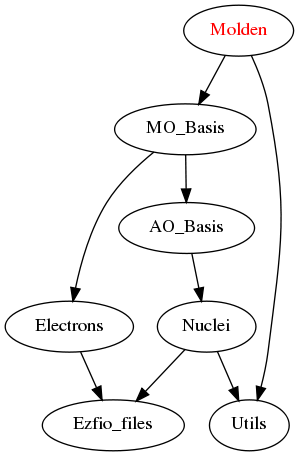 Molden
MO_Basis
AO_Basis
Electrons
Nuclei
Ezfio_files
Utils